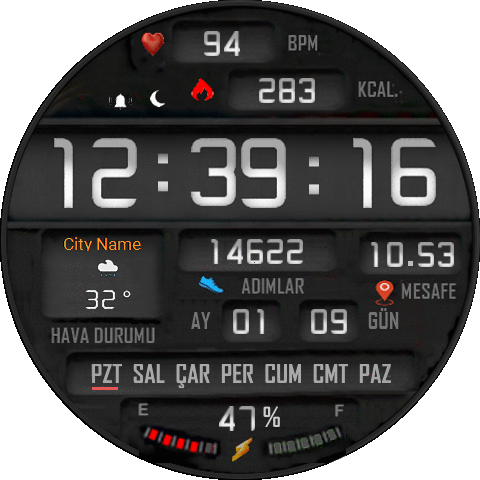 94 BPM
283 KCAL.
12:39:16
City Name
14622
10.53
32°
ADIMLAR
MESAFE
HAVA DURUMU
AY 01 09 GÜN
PZT SAL ÇAR PER CUM CMT PAZ
E 47% F